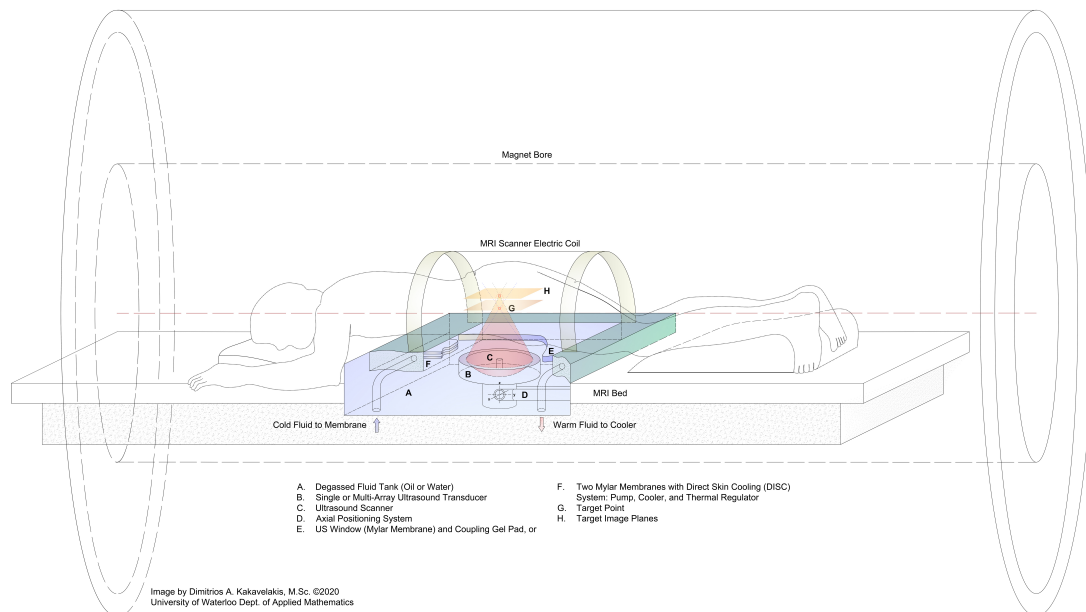 Magnet Bore
MRI Scanner Electric Coil
H
G
E
F
C
B
A
D
MRI Bed
Cold Fluid to Membrane
Warm Fluid to Cooler
A. Degassed Fluid Tank (Oil or Water)
B. Single or Multi-Array Ultrasound Transducer
C. Ultrasound Scanner
D. Axial Positioning System
E. US Window (Mylar Membrane) and Coupling Gel Pad, or
F. Two Mylar Membranes with Direct Skin Cooling (DISC)
System: Pump, Cooler, and Thermal Regulator
G. Target Point
H. Target Image Planes
Image by Dimitrios A. Kakavelakis, M.Sc. ©2020
University of Waterloo Dept. of Applied Mathematics